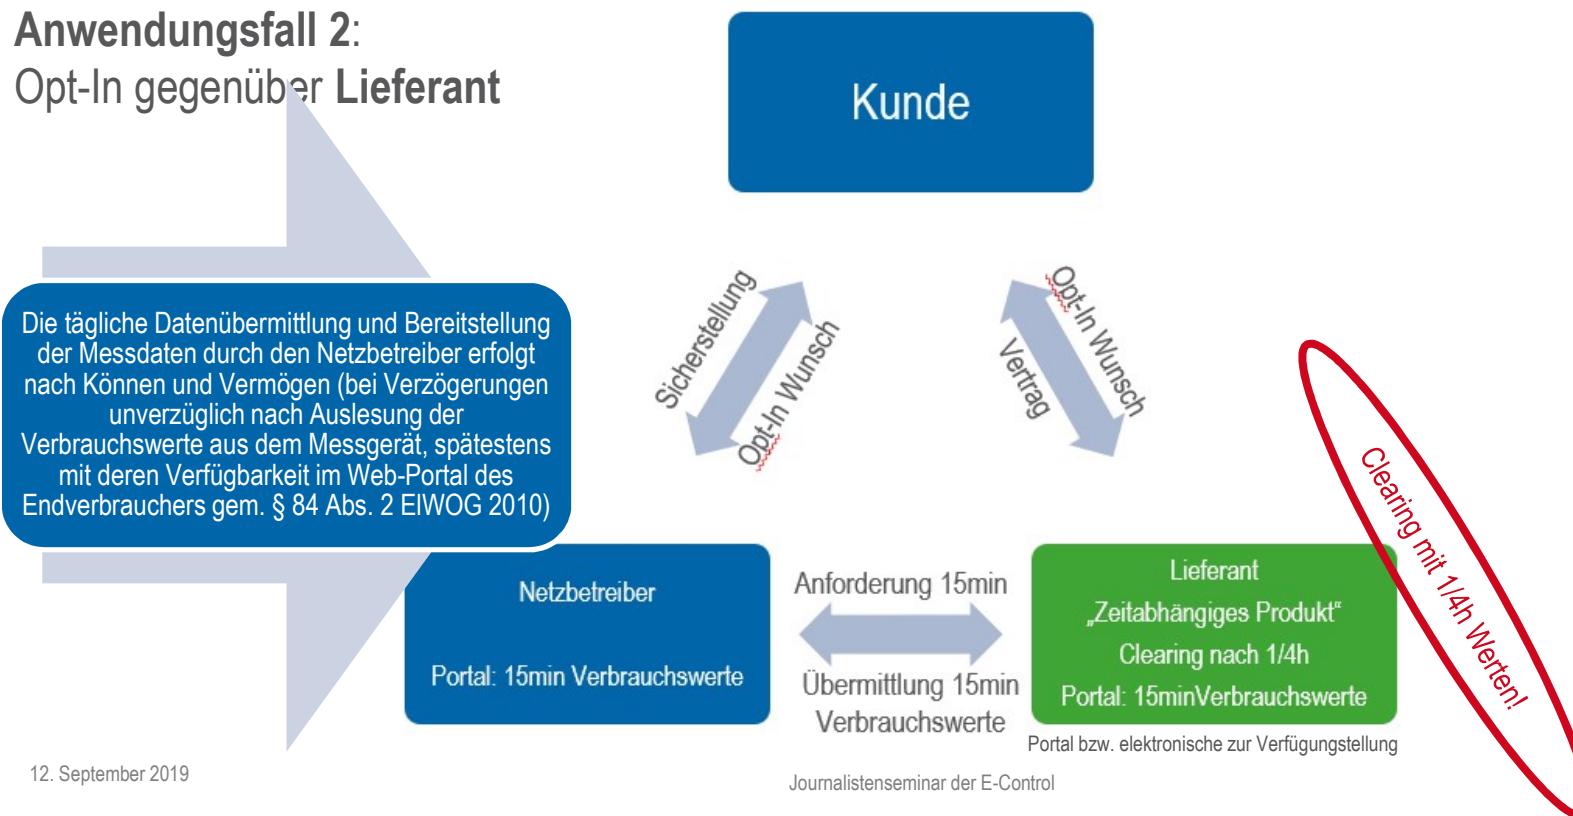 Anwendungsfall 2:
Opt-In gegenüber Lieferant
Kunde
Die tägliche Datenübermittlung und Bereitstellung
der Messdaten durch den Netzbetreiber erfolgt
nach Können und Vermögen (bei Verzögerungen
unverzüglich nach Auslesung der
Verbrauchswerte aus dem Messgerät, spätestens
mit deren Verfügbarkeit im Web-Portal des
Endverbrauchers gem. § 84 Abs. 2 ElWOG 2010)
Sicherstellung
Opt-In Wunsch
Opt-In Wunsch
Vertrag
Clearing mit 1/4h Werten!
Netzbetreiber
Portal: 15min Verbrauchswerte
Anforderung 15min
Übermittlung 15min
Verbrauchswerte
Lieferant
„Zeitabhängiges Produkt“
Clearing nach 1/4h
Portal: 15minVerbrauchswerte
Portal bzw. elektronische zur Verfügungstellung
12. September 2019
Journalistenseminar der E-Control